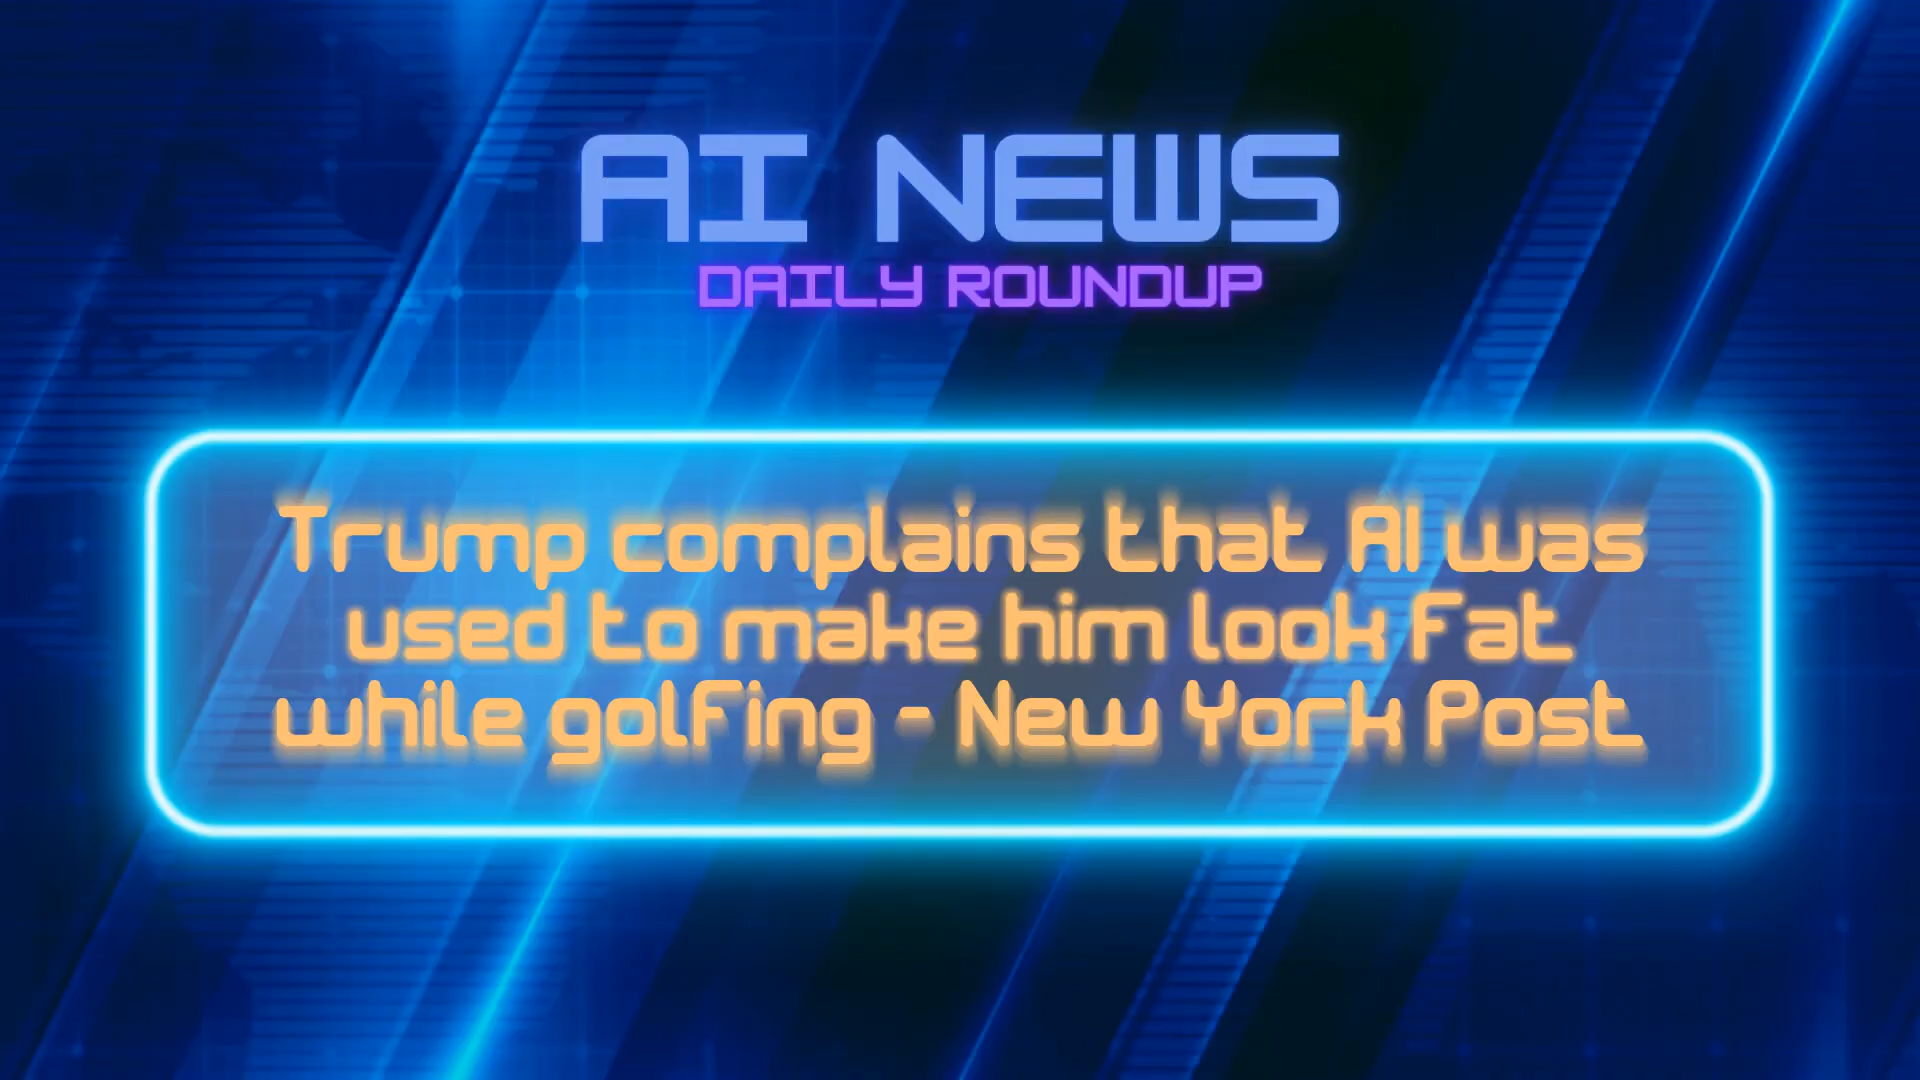 AI NEWS
DAILY ROUNDUP
Trump complains that AI was
used to make him look fat
while golfing - New York Post